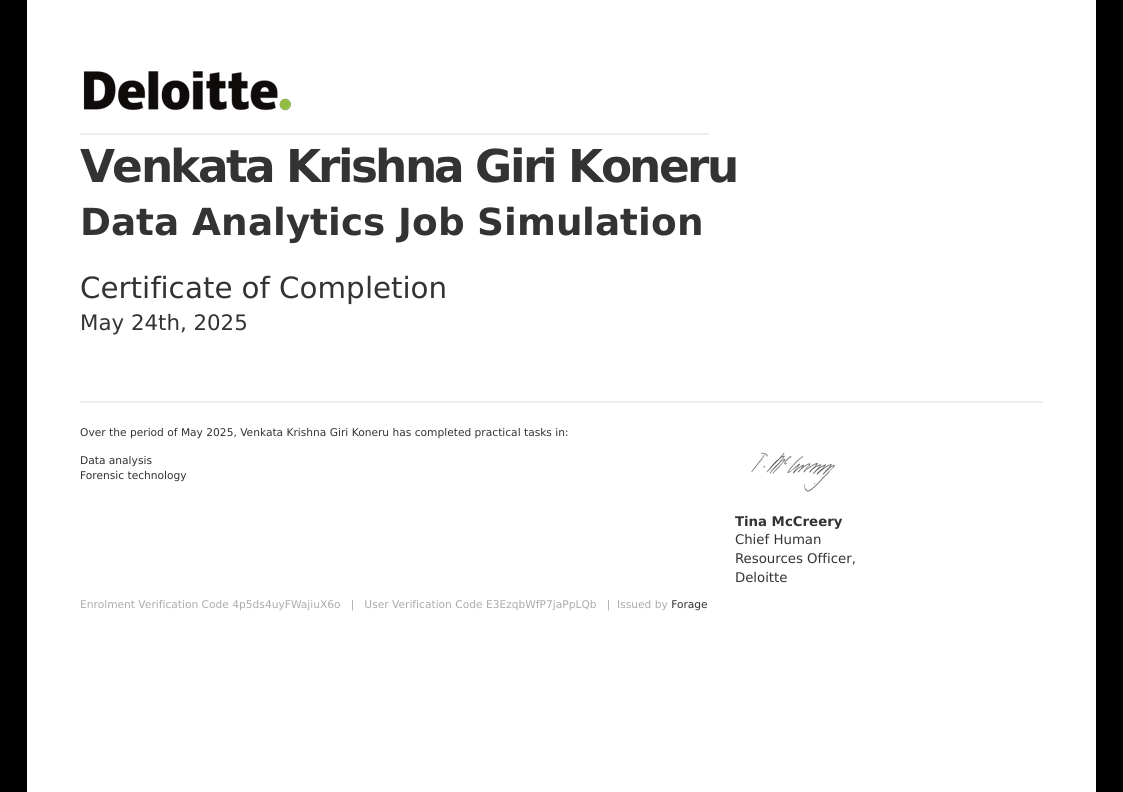 Deloitte.
Venkata Krishna Giri Koneru
Data Analytics Job Simulation
Certificate of Completion
May 24th, 2025
Over the period of May 2025, Venkata Krishna Giri Koneru has completed practical tasks in:
Data analysis
Forensic technology
T. McCreery
Tina McCreery
Chief Human
Resources Officer,
Deloitte
Enrolment Verification Code 4p5ds4uyFWajiuX6o | User Verification Code E3EzqbWfP7jaPpLQb | Issued by Forage